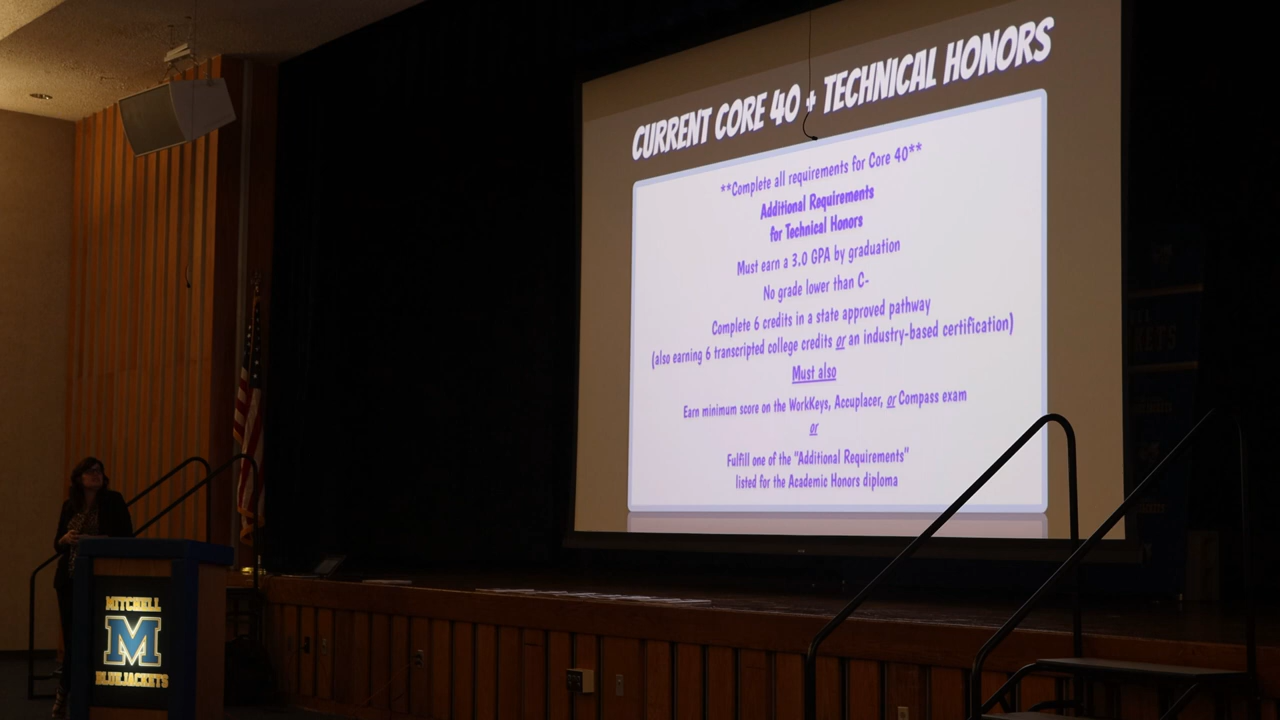 CURRENT CORE 40 + TECHNICAL HONORS
**Complete all requirements for Core 40**
Additional Requirements
for Technical Honors
Must earn a 3.0 GPA by graduation
No grade lower than C-
Complete 6 credits in a state approved pathway
(also earning 6 transcripted college credits or an industry-based certification)
Must also
Earn minimum score on the WorkKeys, Accuplacer, or Compass exam
or
Fulfill one of the "Additional Requirements"
listed for the Academic Honors diploma
MITCHELL
M
BLUEJACKETS